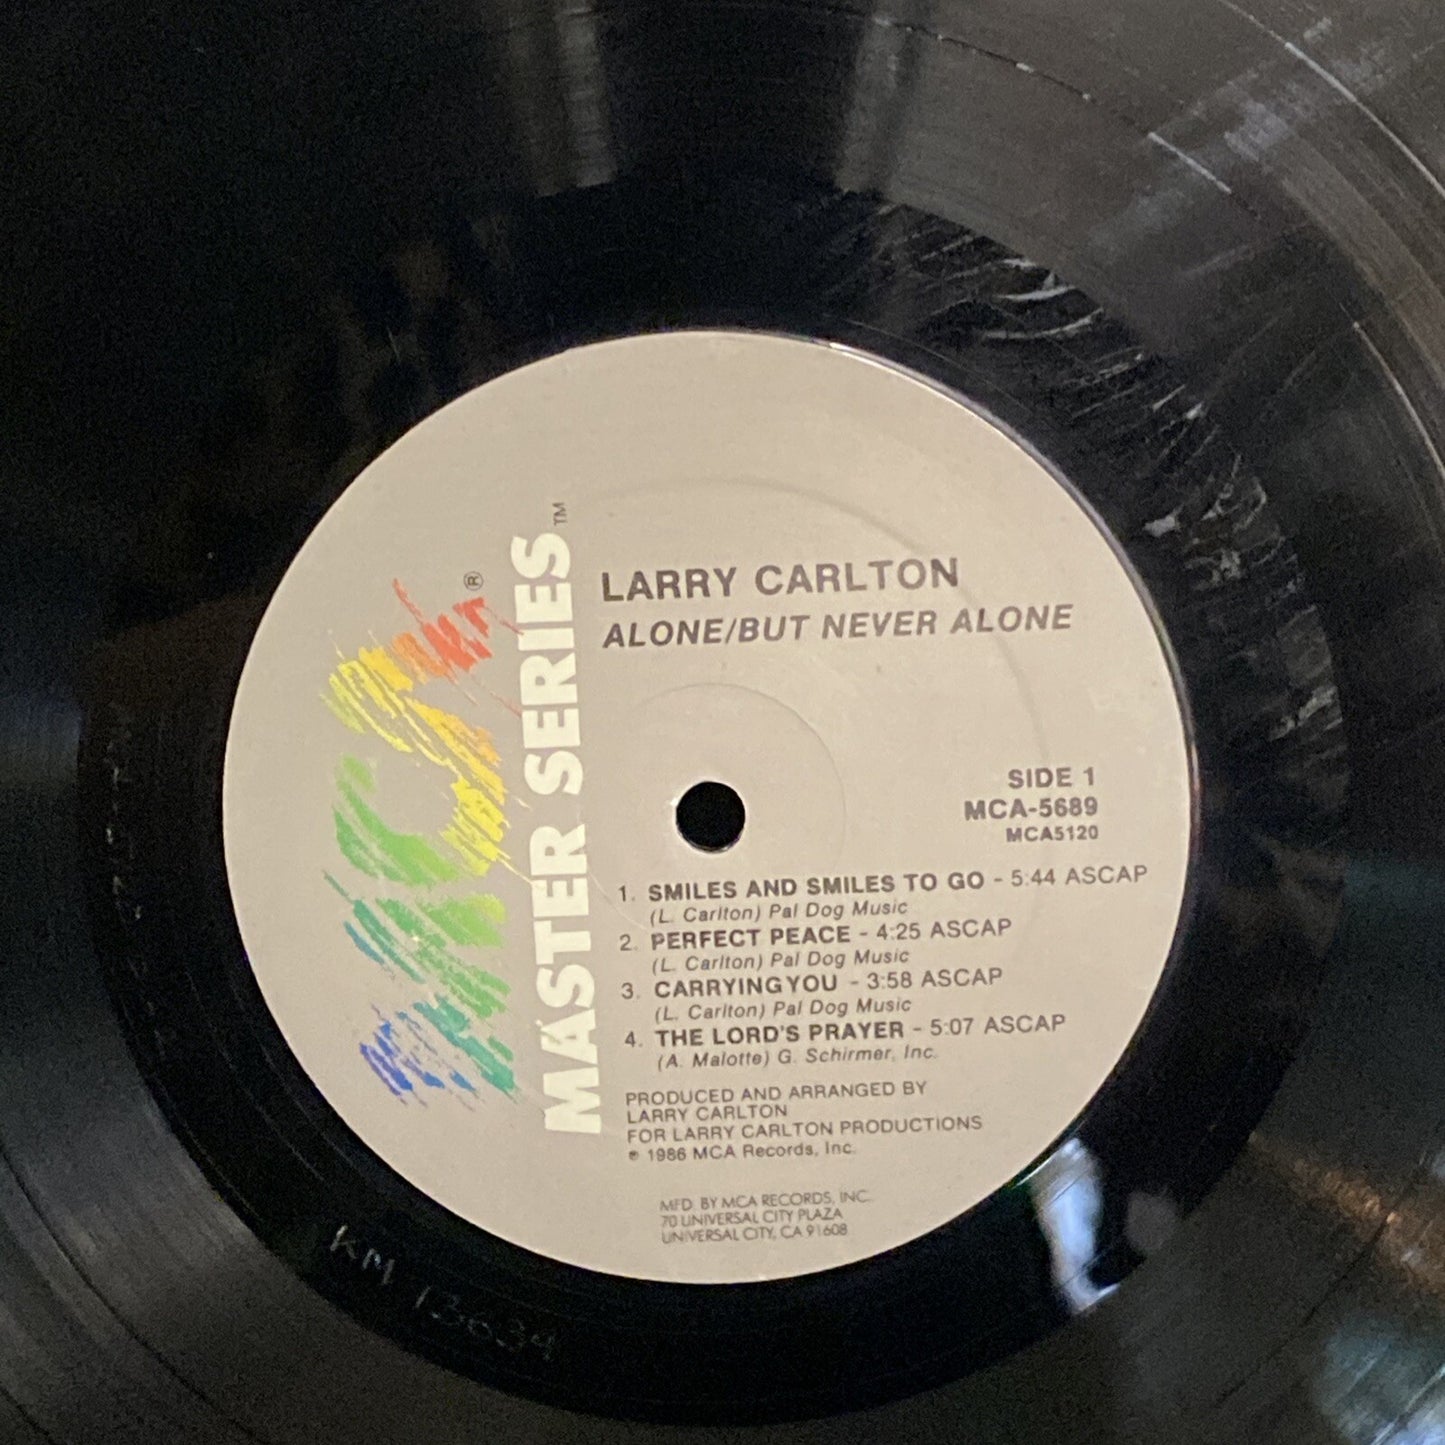 MCA®
MASTER SERIES™
LARRY CARLTON
ALONE/BUT NEVER ALONE
SIDE 1
MCA-5689
MCA5120
1. SMILES AND SMILES TO GO - 5:44 ASCAP
(L. Carlton) Pal Dog Music
2. PERFECT PEACE - 4:25 ASCAP
(L. Carlton) Pal Dog Music
3. CARRYING YOU - 3:58 ASCAP
(L. Carlton) Pal Dog Music
4. THE LORD'S PRAYER - 5:07 ASCAP
(A. Malotte) G. Schirmer, Inc.
PRODUCED AND ARRANGED BY
LARRY CARLTON
FOR LARRY CARLTON PRODUCTIONS
℗ 1986 MCA Records, Inc.
MFD. BY MCA RECORDS, INC.
70 UNIVERSAL CITY PLAZA
UNIVERSAL CITY, CA 91608
KM 13034